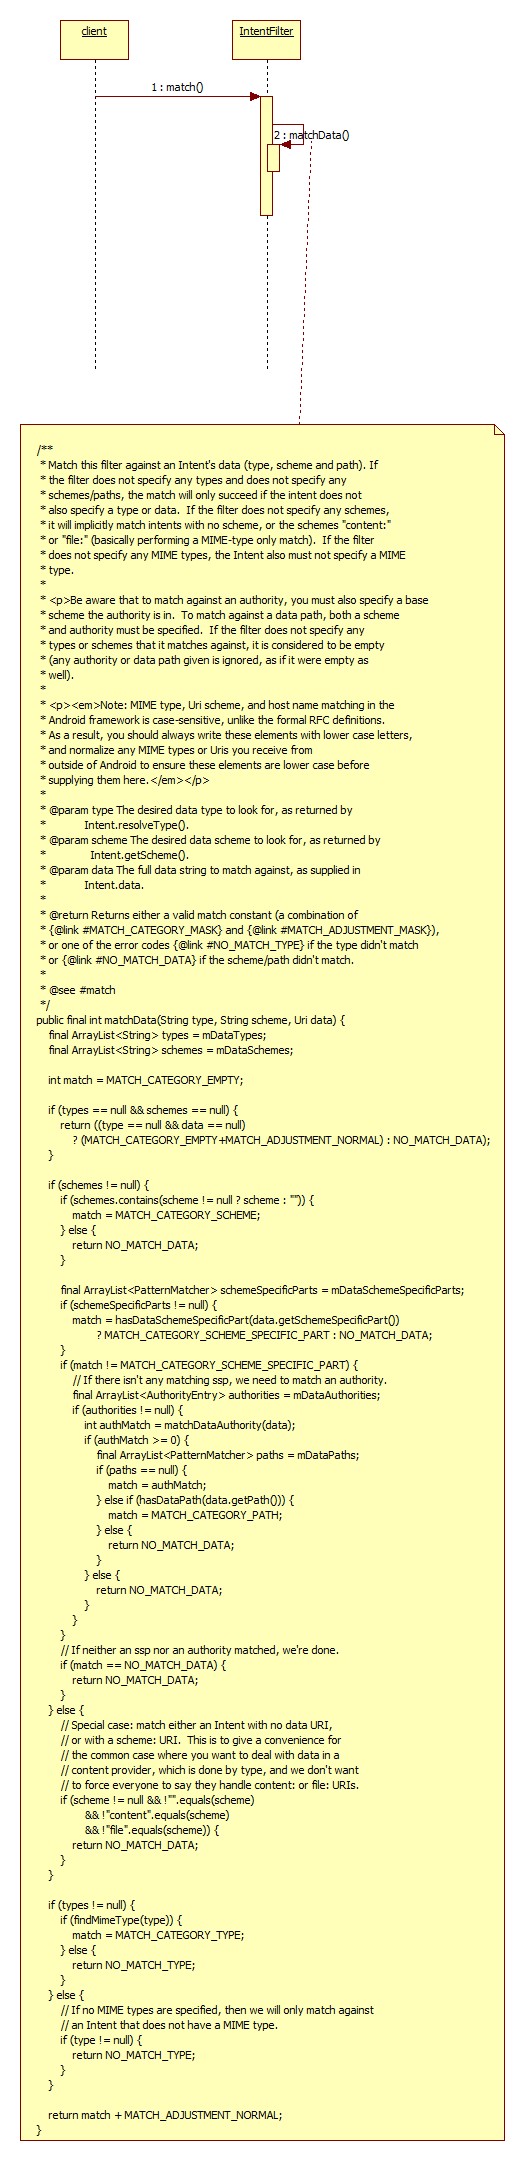 client
IntentFilter
1 : match()
2 : matchData()
/**
 * Match this filter against an Intent's data (type, scheme and path). If
 * the filter does not specify any types and does not specify any
 * schemes/paths, the match will only succeed if the intent does not
 * also specify a type or data.  If the filter does not specify any schemes,
 * it will implicitly match intents with no scheme, or the schemes "content:"
 * or "file:" (basically performing a MIME-type only match).  If the filter
 * does not specify any MIME types, the Intent also must not specify a MIME
 * type.
 *
 * <p>Be aware that to match against an authority, you must also specify a base
 * scheme the authority is in.  To match against a data path, both a scheme
 * and authority must be specified.  If the filter does not specify any
 * types or schemes that it matches against, it is considered to be empty
 * (any authority or data path given is ignored, as if it were empty as
 * well).
 *
 * <p><em>Note: MIME type, Uri scheme, and host name matching in the
 * Android framework is case-sensitive, unlike the formal RFC definitions.
 * As a result, you should always write these elements with lower case letters,
 * and normalize any MIME types or Uris you receive from
 * outside of Android to ensure these elements are lower case before
 * supplying them here.</em></p>
 *
 * @param type The desired data type to look for, as returned by
 *             Intent.resolveType().
 * @param scheme The desired data scheme to look for, as returned by
 *               Intent.getScheme().
 * @param data The full data string to match against, as supplied in
 *             Intent.data.
 *
 * @return Returns either a valid match constant (a combination of
 * {@link #MATCH_CATEGORY_MASK} and {@link #MATCH_ADJUSTMENT_MASK}),
 * or one of the error codes {@link #NO_MATCH_TYPE} if the type didn't match
 * or {@link #NO_MATCH_DATA} if the scheme/path didn't match.
 *
 * @see #match
 */
public final int matchData(String type, String scheme, Uri data) {
    final ArrayList<String> types = mDataTypes;
    final ArrayList<String> schemes = mDataSchemes;

    int match = MATCH_CATEGORY_EMPTY;

    if (types == null && schemes == null) {
        return ((type == null && data == null)
            ? (MATCH_CATEGORY_EMPTY+MATCH_ADJUSTMENT_NORMAL) : NO_MATCH_DATA);
    }

    if (schemes != null) {
        if (schemes.contains(scheme != null ? scheme : "")) {
            match = MATCH_CATEGORY_SCHEME;
        } else {
            return NO_MATCH_DATA;
        }

        final ArrayList<PatternMatcher> schemeSpecificParts = mDataSchemeSpecificParts;
        if (schemeSpecificParts != null) {
            match = hasDataSchemeSpecificPart(data.getSchemeSpecificPart())
                    ? MATCH_CATEGORY_SCHEME_SPECIFIC_PART : NO_MATCH_DATA;
        }
        if (match != MATCH_CATEGORY_SCHEME_SPECIFIC_PART) {
            // If there isn't any matching ssp, we need to match an authority.
            final ArrayList<AuthorityEntry> authorities = mDataAuthorities;
            if (authorities != null) {
                int authMatch = matchDataAuthority(data);
                if (authMatch >= 0) {
                    final ArrayList<PatternMatcher> paths = mDataPaths;
                    if (paths == null) {
                        match = authMatch;
                    } else if (hasDataPath(data.getPath())) {
                        match = MATCH_CATEGORY_PATH;
                    } else {
                        return NO_MATCH_DATA;
                    }
                } else {
                    return NO_MATCH_DATA;
                }
            }
        }
        // If neither an ssp nor an authority matched, we're done.
        if (match == NO_MATCH_DATA) {
            return NO_MATCH_DATA;
        }
    } else {
        // Special case: match either an Intent with no data URI,
        // or with a scheme: URI.  This is to give a convenience for
        // the common case where you want to deal with data in a
        // content provider, which is done by type, and we don't want
        // to force everyone to say they handle content: or file: URIs.
        if (scheme != null && !"".equals(scheme)
                && !"content".equals(scheme)
                && !"file".equals(scheme)) {
            return NO_MATCH_DATA;
        }
    }

    if (types != null) {
        if (findMimeType(type)) {
            match = MATCH_CATEGORY_TYPE;
        } else {
            return NO_MATCH_TYPE;
        }
    } else {
        // If no MIME types are specified, then we will only match against
        // an Intent that does not have a MIME type.
        if (type != null) {
            return NO_MATCH_TYPE;
        }
    }

    return match + MATCH_ADJUSTMENT_NORMAL;
}